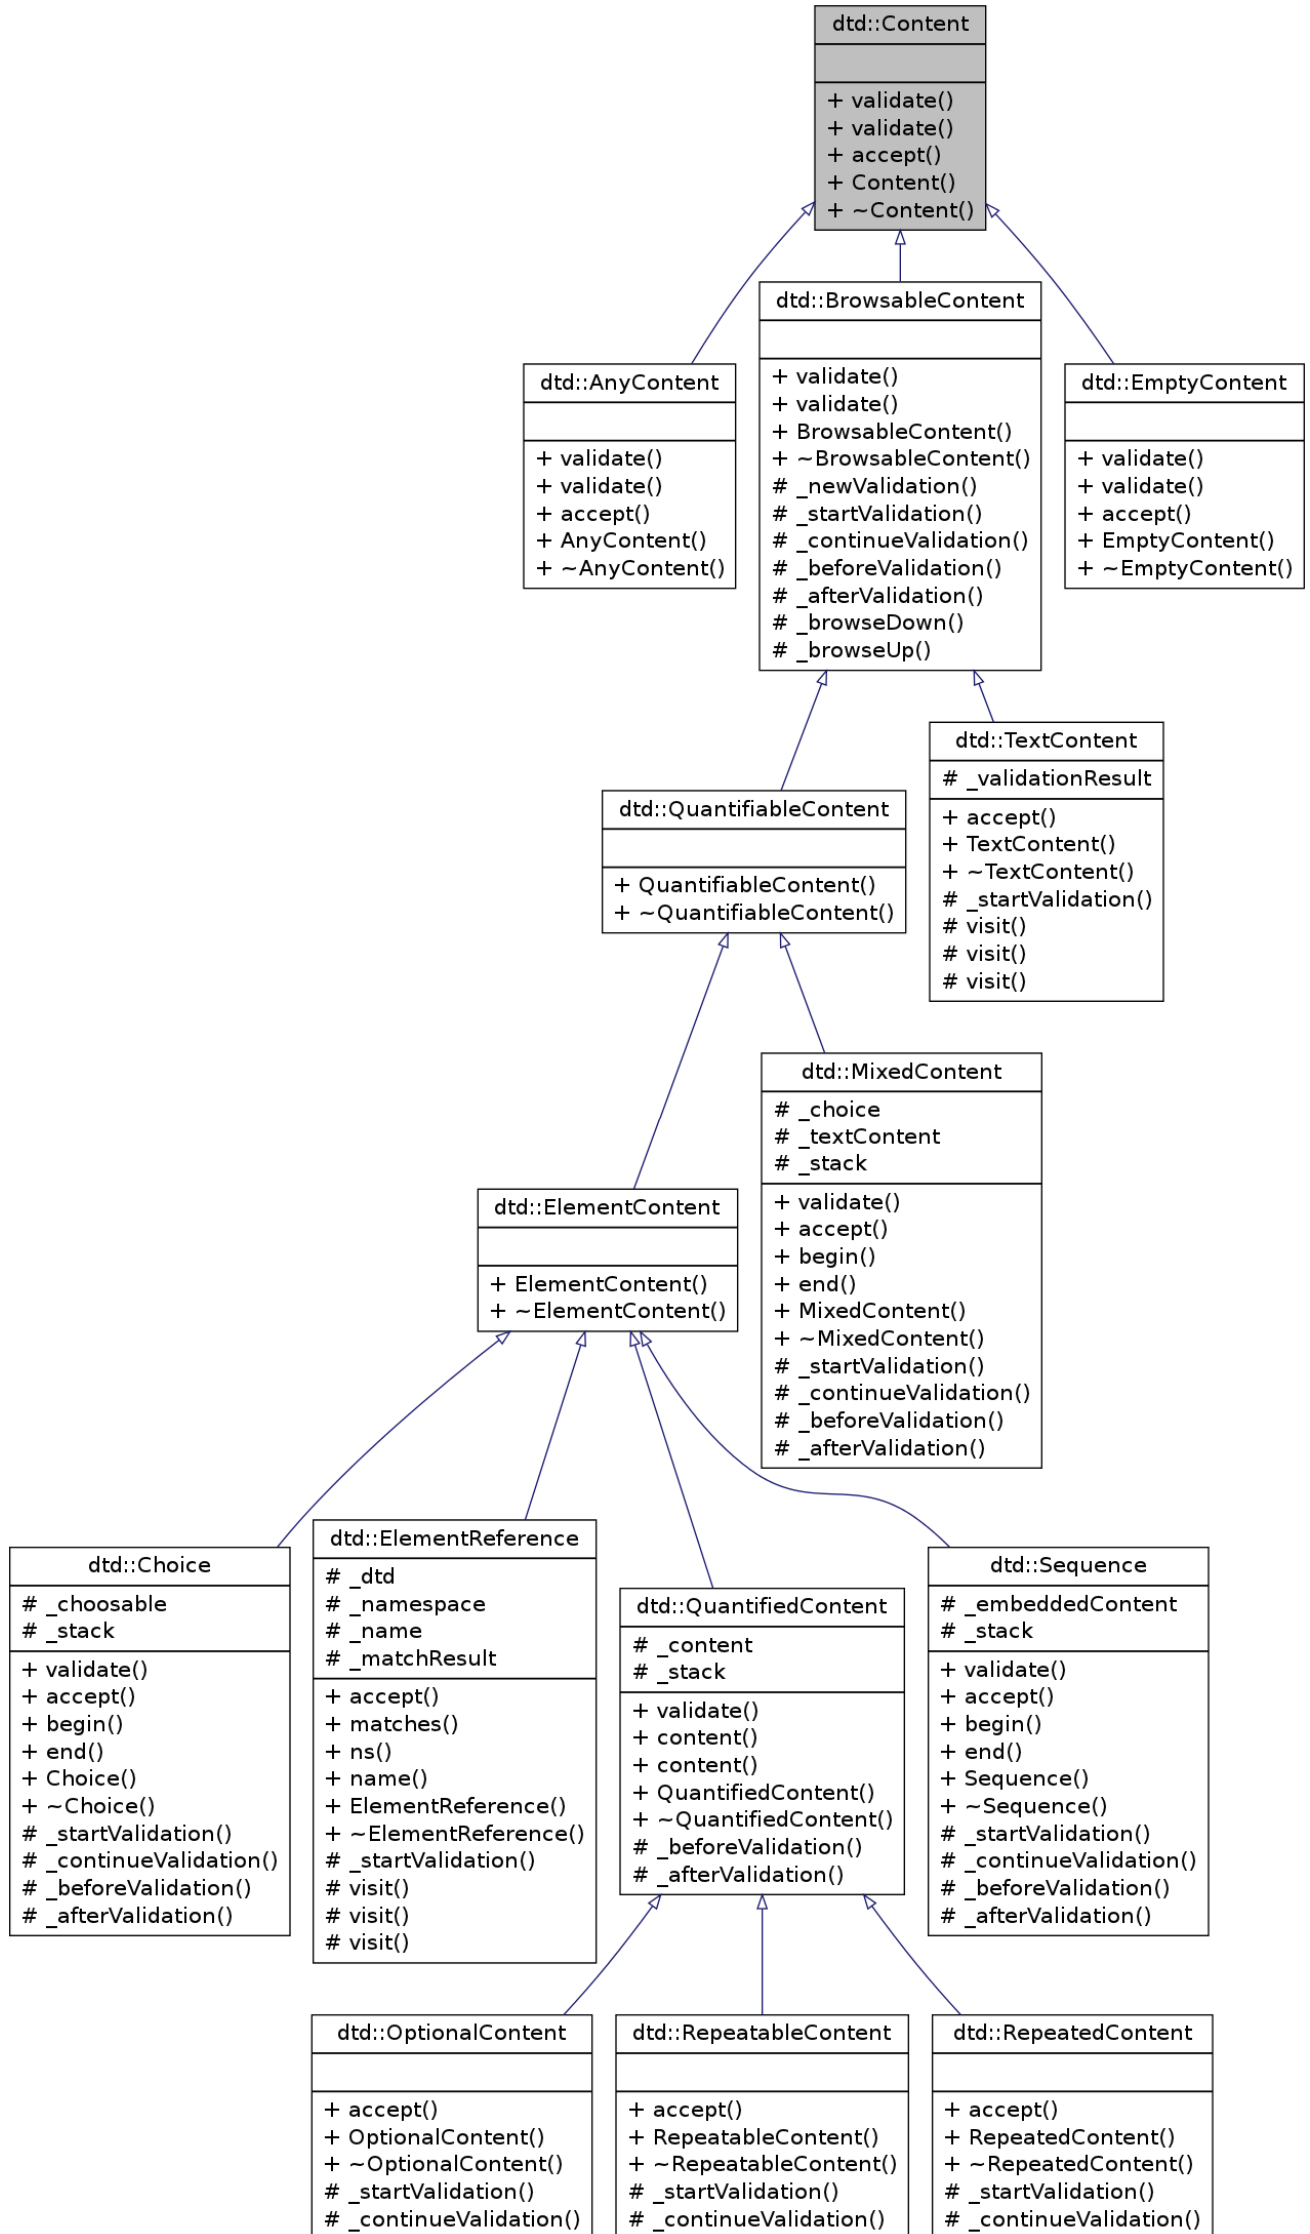 dtd::Content
+ validate()
+ validate()
+ accept()
+ Content()
+ ~Content()
dtd::BrowsableContent
+ validate()
+ validate()
+ BrowsableContent()
+ ~BrowsableContent()
# _newValidation()
# _startValidation()
# _continueValidation()
# _beforeValidation()
# _afterValidation()
# _browseDown()
# _browseUp()
dtd::AnyContent
+ validate()
+ validate()
+ accept()
+ AnyContent()
+ ~AnyContent()
dtd::EmptyContent
+ validate()
+ validate()
+ accept()
+ EmptyContent()
+ ~EmptyContent()
dtd::TextContent
# _validationResult
+ accept()
+ TextContent()
+ ~TextContent()
# _startValidation()
# visit()
# visit()
# visit()
dtd::QuantifiableContent
+ QuantifiableContent()
+ ~QuantifiableContent()
dtd::MixedContent
# _choice
# _textContent
# _stack
+ validate()
+ accept()
+ begin()
+ end()
+ MixedContent()
+ ~MixedContent()
# _startValidation()
# _continueValidation()
# _beforeValidation()
# _afterValidation()
dtd::ElementContent
+ ElementContent()
+ ~ElementContent()
dtd::Choice
# _choosable
# _stack
+ validate()
+ accept()
+ begin()
+ end()
+ Choice()
+ ~Choice()
# _startValidation()
# _continueValidation()
# _beforeValidation()
# _afterValidation()
dtd::ElementReference
# _dtd
# _namespace
# _name
# _matchResult
+ accept()
+ matches()
+ ns()
+ name()
+ ElementReference()
+ ~ElementReference()
# _startValidation()
# visit()
# visit()
# visit()
dtd::QuantifiedContent
# _content
# _stack
+ validate()
+ content()
+ content()
+ QuantifiedContent()
+ ~QuantifiedContent()
# _beforeValidation()
# _afterValidation()
dtd::Sequence
# _embeddedContent
# _stack
+ validate()
+ accept()
+ begin()
+ end()
+ Sequence()
+ ~Sequence()
# _startValidation()
# _continueValidation()
# _beforeValidation()
# _afterValidation()
dtd::OptionalContent
+ accept()
+ OptionalContent()
+ ~OptionalContent()
# _startValidation()
# _continueValidation()
dtd::RepeatableContent
+ accept()
+ RepeatableContent()
+ ~RepeatableContent()
# _startValidation()
# _continueValidation()
dtd::RepeatedContent
+ accept()
+ RepeatedContent()
+ ~RepeatedContent()
# _startValidation()
# _continueValidation()